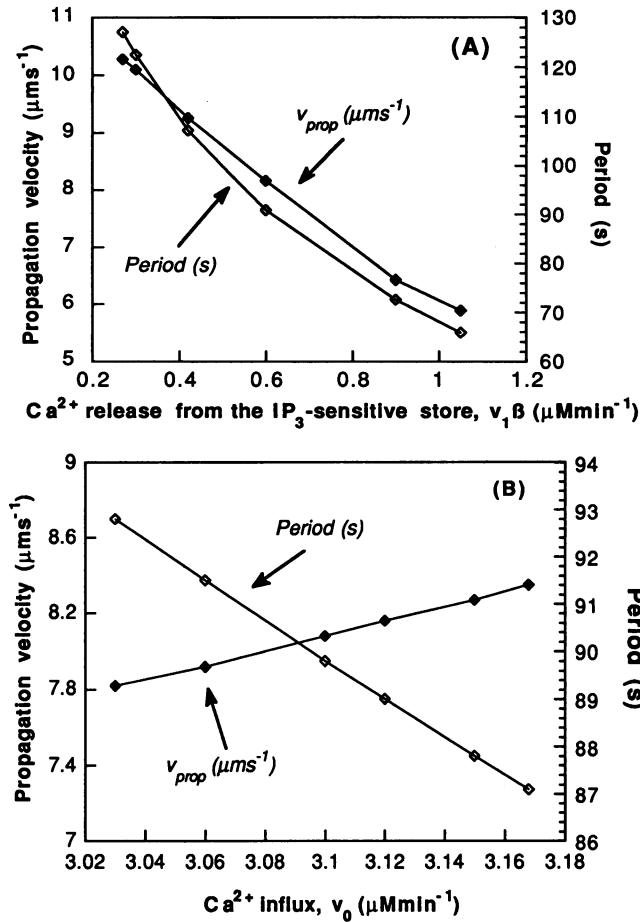 (A)
11
10
9
8
7
6
5
Propagation velocity (μms⁻¹)
130
120
110
100
90
80
70
60
Period (s)
v_prop (μms⁻¹)
Period (s)
0.2 0.4 0.6 0.8 1 1.2
Ca²⁺ release from the IP₃-sensitive store, v₁ß (μMmin⁻¹)
(B)
9
8.6
8.2
7.8
7.4
7
Propagation velocity (μms⁻¹)
94
93
92
91
90
89
88
87
86
Period (s)
Period (s)
v_prop (μms⁻¹)
3.02 3.04 3.06 3.08 3.1 3.12 3.14 3.16 3.18
Ca²⁺ influx, v₀ (μMmin⁻¹)